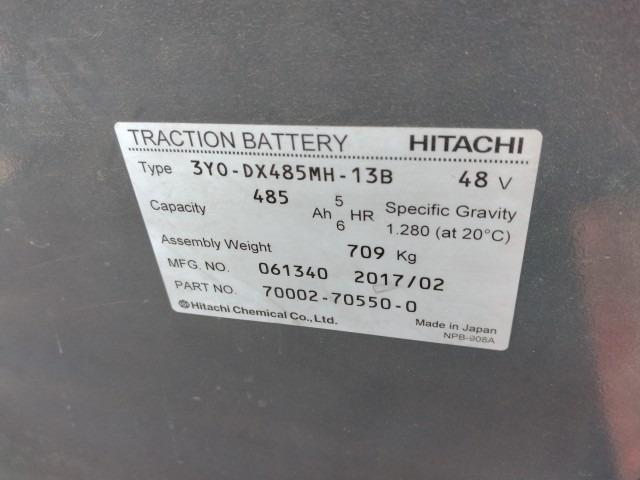 TRACTION BATTERY HITACHI
Type 3Y0-DX485MH-13B 48 V
Capacity 485 Ah 5 6 HR Specific Gravity
1.280 (at 20°C)
Assembly Weight 709 Kg
MFG. NO. 061340 2017/02
PART NO. 70002-70550-0
Hitachi Chemical Co.,Ltd. Made in Japan
NPB-908A